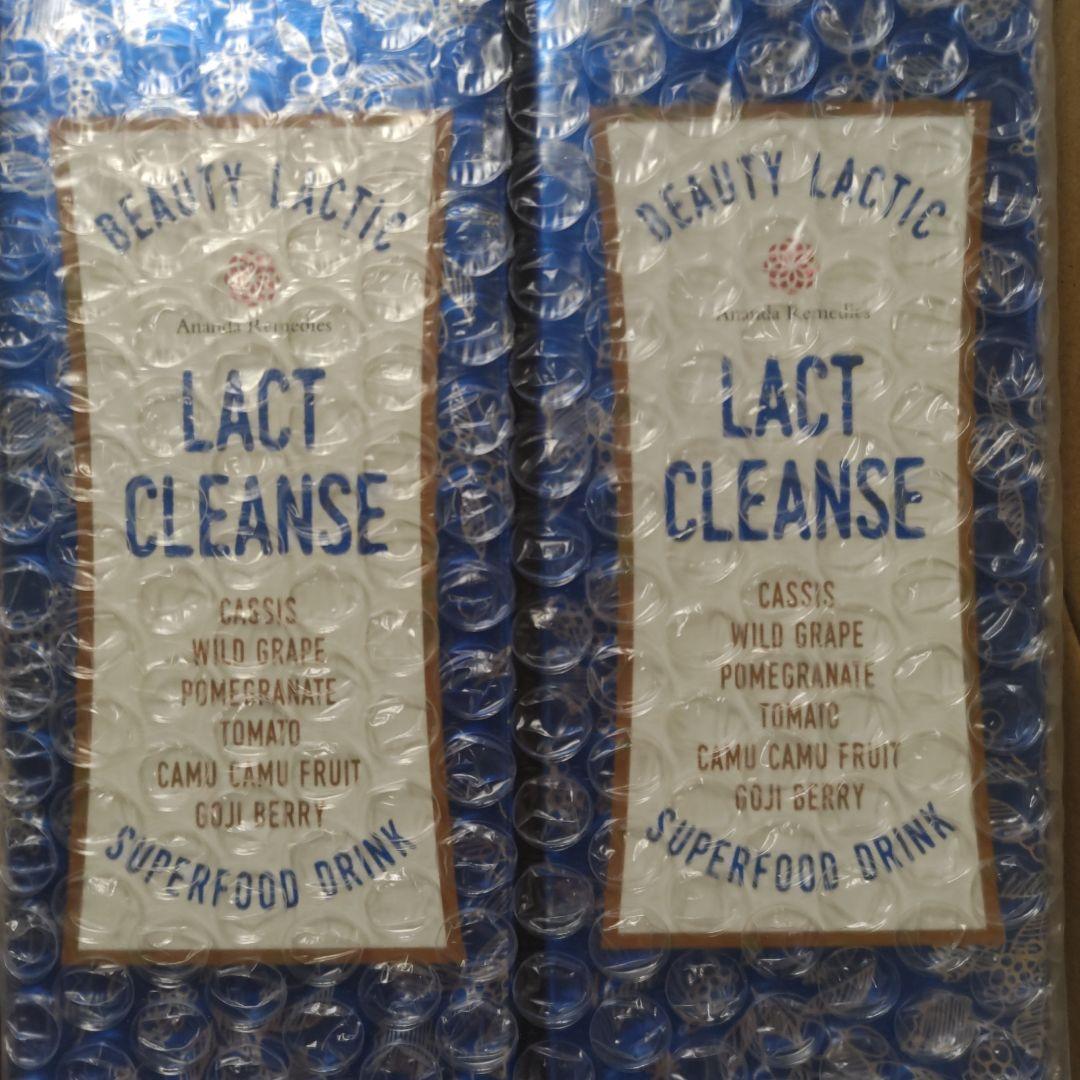 BEAUTY LACTIC
Ananda Remedies
LACT
CLEANSE
CASSIS
WILD GRAPE
POMEGRANATE
TOMATO
CAMU CAMU FRUIT
GOJI BERRY
SUPERFOOD DRINK
BEAUTY LACTIC
Ananda Remedies
LACT
CLEANSE
CASSIS
WILD GRAPE
POMEGRANATE
TOMATO
CAMU CAMU FRUIT
GOJI BERRY
SUPERFOOD DRINK